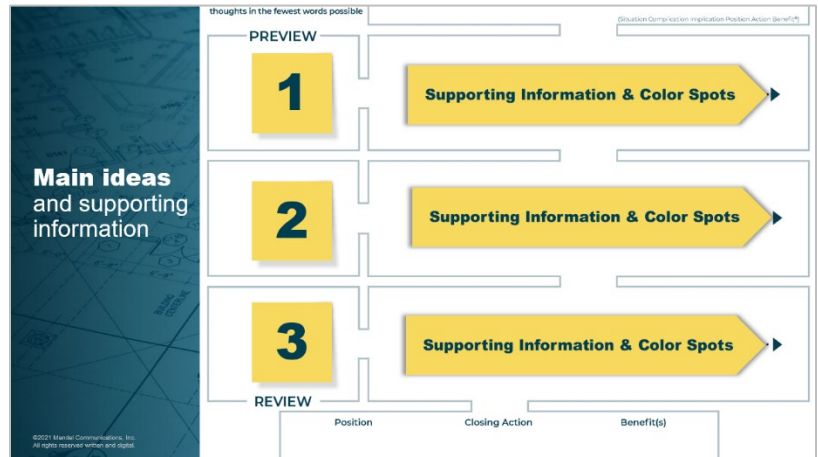 thoughts in the fewest words possible
(Situation Complication Implication Position Action Benefit®)
PREVIEW
1
Supporting Information & Color Spots
Main ideas
and supporting
information
2
Supporting Information & Color Spots
BUILDING
CENTERLINE
3
Supporting Information & Color Spots
REVIEW
Position
Closing Action
Benefit(s)
©2021 Mandel Communications, Inc.
All rights reserved written and digital.